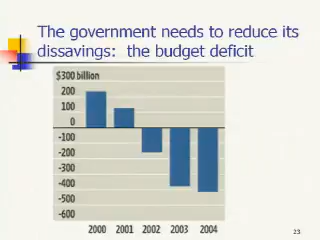 The government needs to reduce its
dissavings: the budget deficit
$300 billion
200
100
0
-100
-200
-300
-400
-500
-600
2000 2001 2002 2003 2004
23